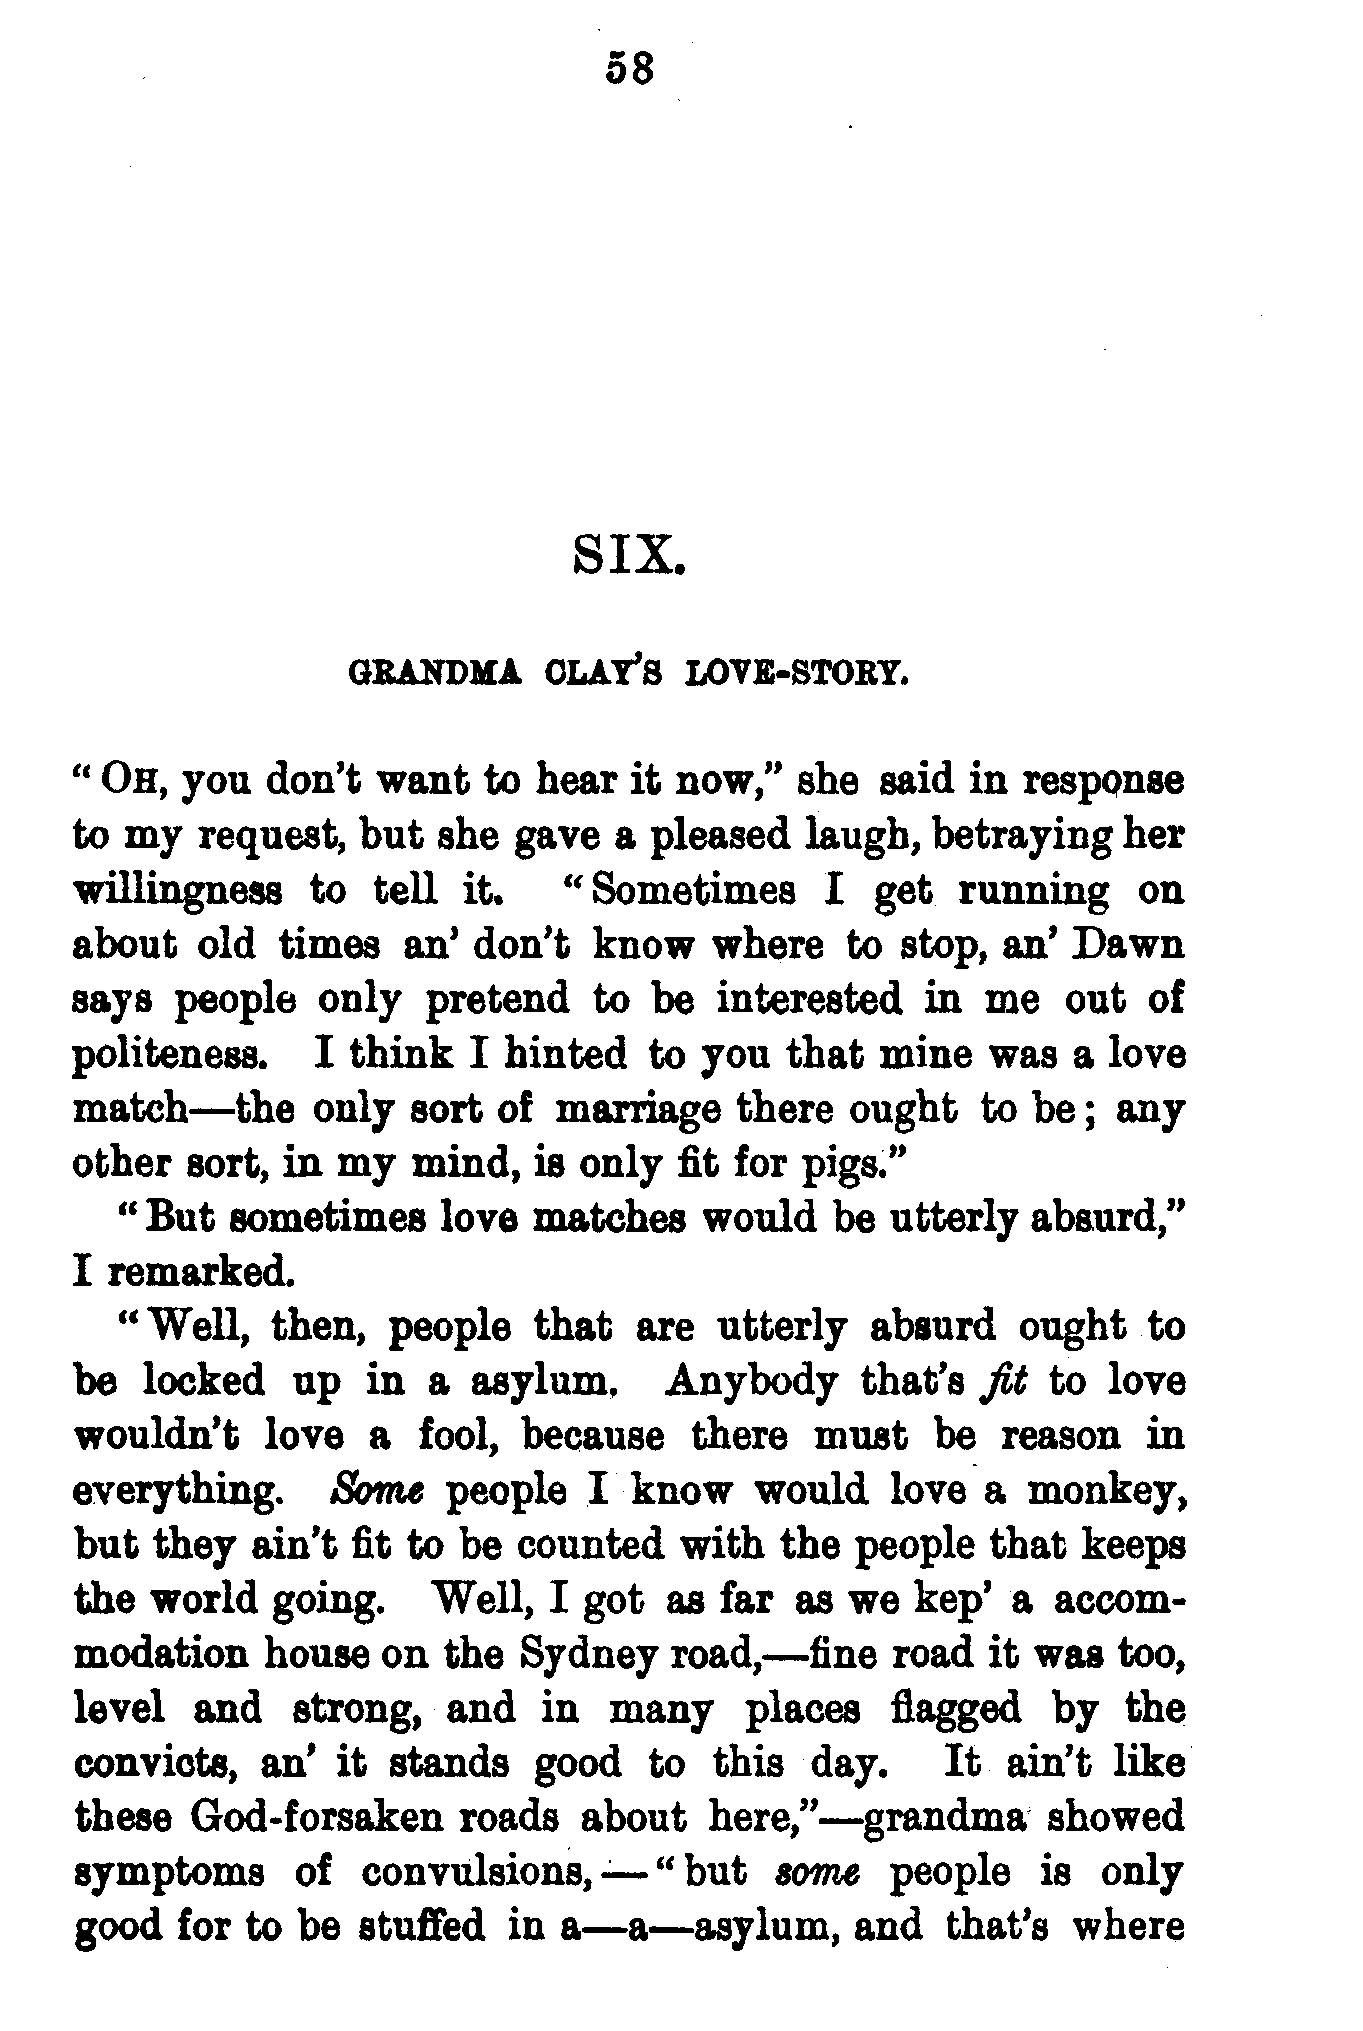 58
SIX.
GRANDMA CLAY'S LOVE-STORY.
"OH, you don't want to hear it now," she said in response
to my request, but she gave a pleased laugh, betraying her
willingness to tell it. "Sometimes I get running on
about old times an' don't know where to stop, an' Dawn
says people only pretend to be interested in me out of
politeness. I think I hinted to you that mine was a love
match—the only sort of marriage there ought to be; any
other sort, in my mind, is only fit for pigs."
"But sometimes love matches would be utterly absurd,"
I remarked.
"Well, then, people that are utterly absurd ought to
be locked up in a asylum. Anybody that's fit to love
wouldn't love a fool, because there must be reason in
everything. Some people I know would love a monkey,
but they ain't fit to be counted with the people that keeps
the world going. Well, I got as far as we kep' a accom-
modation house on the Sydney road,—fine road it was too,
level and strong, and in many places flagged by the
convicts, an' it stands good to this day. It ain't like
these God-forsaken roads about here,"—grandma showed
symptoms of convulsions,—"but some people is only
good for to be stuffed in a—a—asylum, and that's where